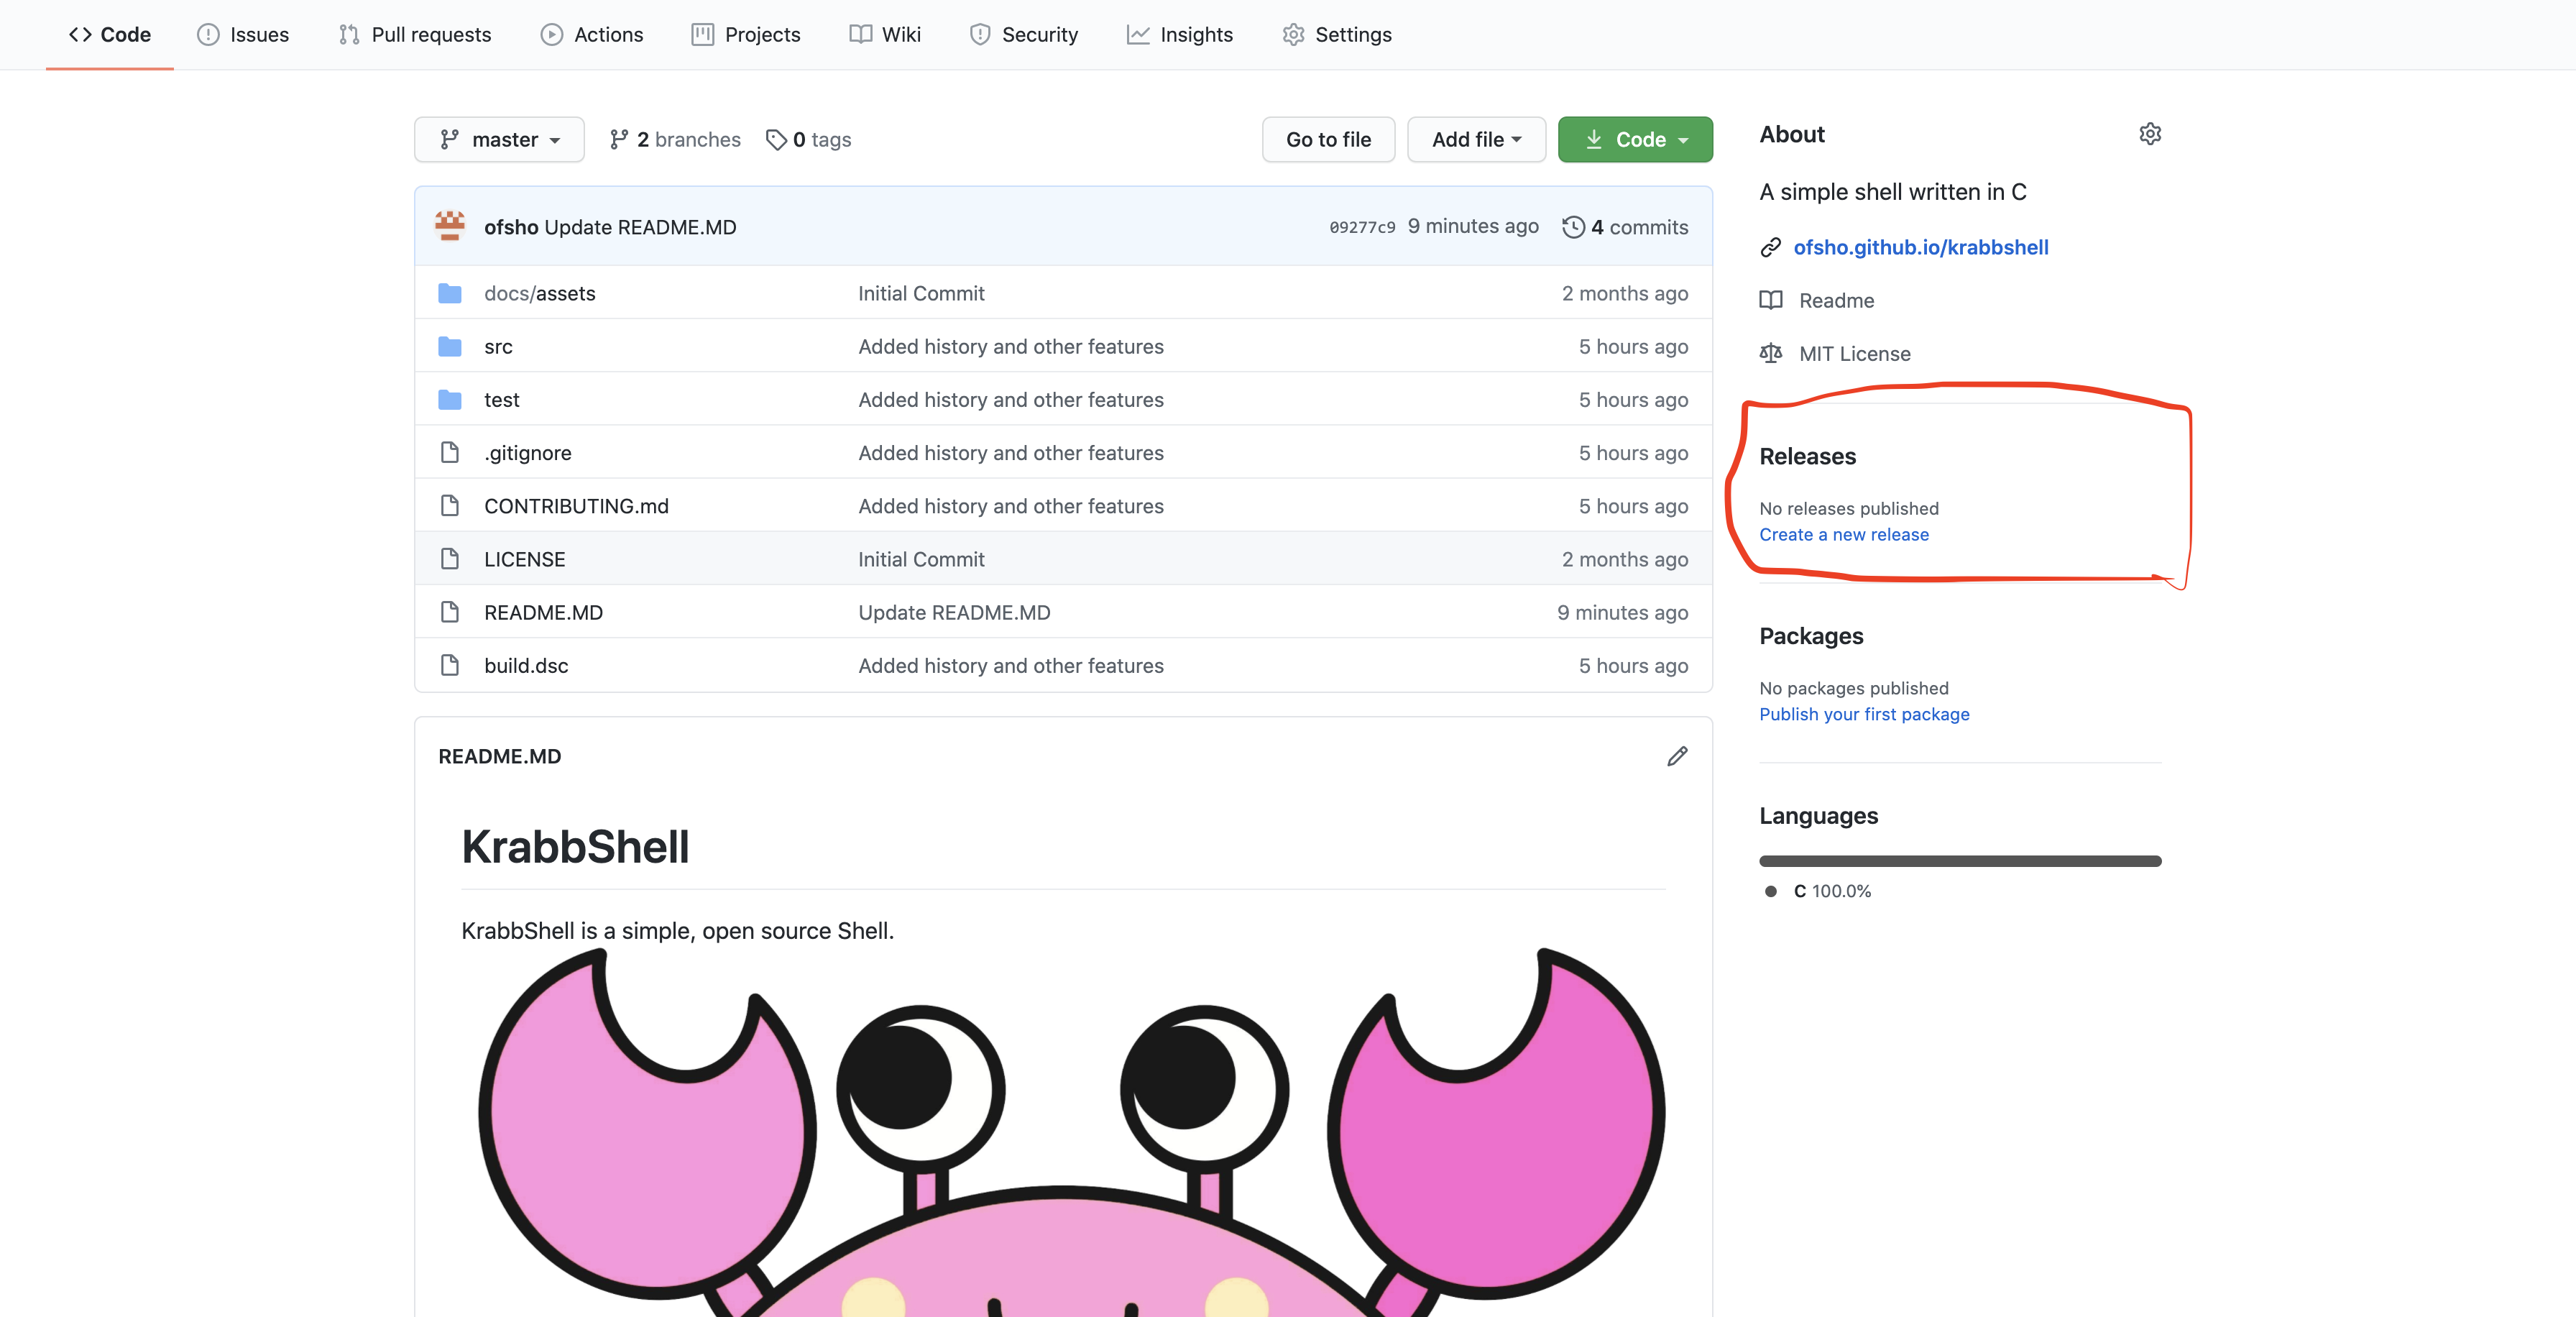 Code Issues Pull requests Actions Projects Wiki Security Insights Settings
master 2 branches 0 tags Go to file Add file Code
ofsho Update README.MD 09277c9 9 minutes ago 4 commits
docs/assets Initial Commit 2 months ago
src Added history and other features 5 hours ago
test Added history and other features 5 hours ago
.gitignore Added history and other features 5 hours ago
CONTRIBUTING.md Added history and other features 5 hours ago
LICENSE Initial Commit 2 months ago
README.MD Update README.MD 9 minutes ago
build.dsc Added history and other features 5 hours ago
README.MD
KrabbShell
KrabbShell is a simple, open source Shell.
About
A simple shell written in C
ofsho.github.io/krabbshell
Readme
MIT License
Releases
No releases published
Create a new release
Packages
No packages published
Publish your first package
Languages
C 100.0%